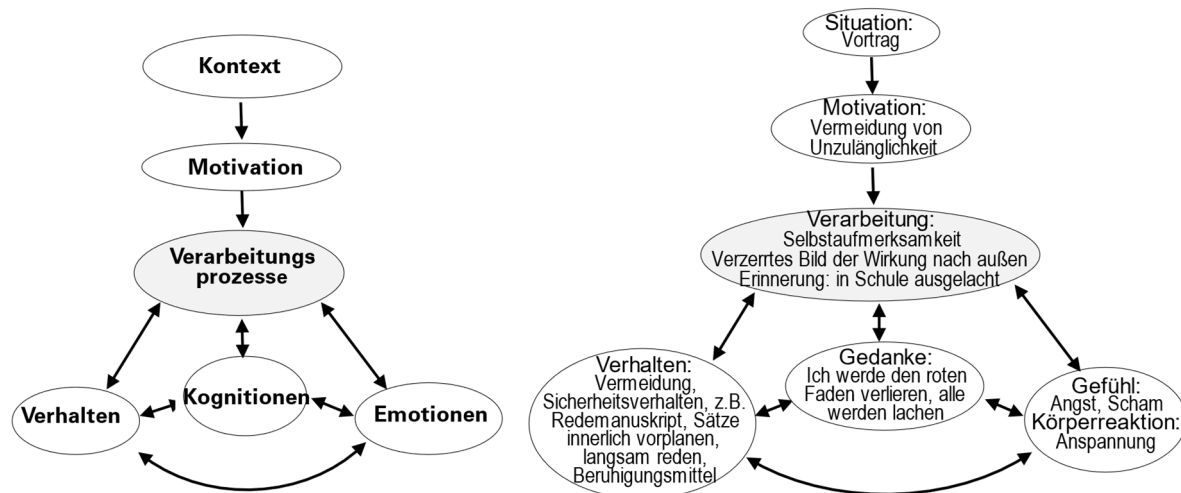 Kontext
Motivation
Verarbeitungs
prozesse
Verhalten
Kognitionen
Emotionen
Situation:
Vortrag
Motivation:
Vermeidung von
Unzulänglichkeit
Verarbeitung:
Selbstaufmerksamkeit
Verzerrtes Bild der Wirkung nach außen
Erinnerung: in Schule ausgelacht
Verhalten:
Vermeidung,
Sicherheitsverhalten, z.B.
Redemanuskript, Sätze
innerlich vorplanen,
langsam reden,
Beruhigungsmittel
Gedanke:
Ich werde den roten
Faden verlieren, alle
werden lachen
Gefühl:
Angst, Scham
Körperreaktion:
Anspannung